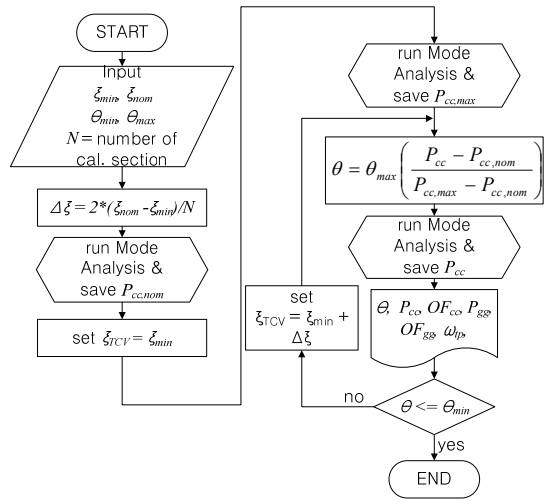 START
Input
ξmin, ξnom
θmin, θmax
N = number of
cal. section
Δξ = 2*(ξnom - ξmin)/N
run Mode
Analysis &
save Pcc,nom
set ξTCV = ξmin
run Mode
Analysis &
save Pcc,max
θ = θmax ( Pcc − Pcc,nom / Pcc,max − Pcc,nom )
run Mode
Analysis &
save Pcc
set
ξTCV = ξmin +
Δξ
Θ, Pcc, OFcc, Pgg,
OFgg, ωtp,
no
Θ <= Θmin
yes
END